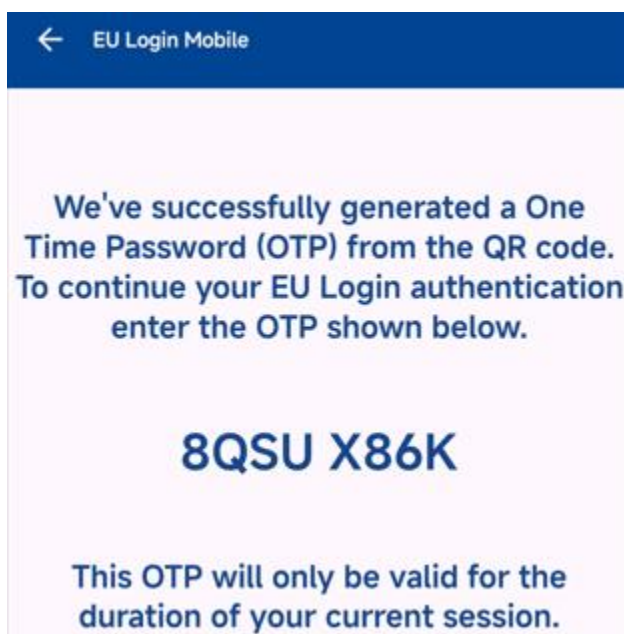 EU Login Mobile
We've successfully generated a One
Time Password (OTP) from the QR code.
To continue your EU Login authentication
enter the OTP shown below.
8QSU X86K
This OTP will only be valid for the
duration of your current session.